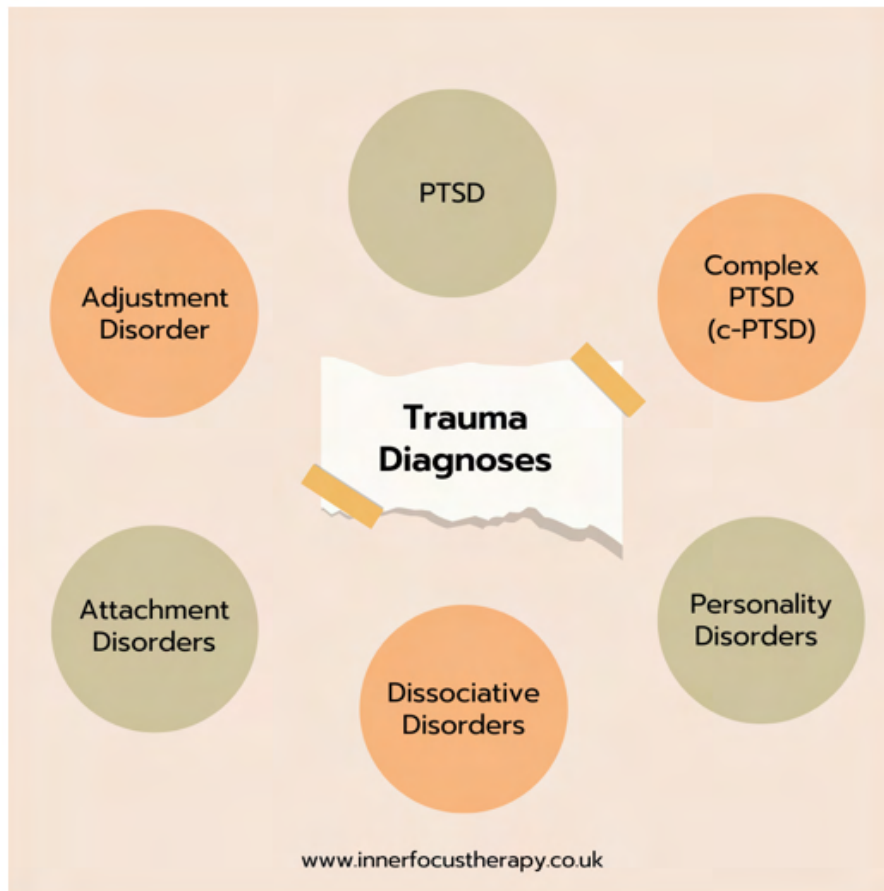 PTSD
Complex
PTSD
(c-PTSD)
Adjustment
Disorder
Trauma
Diagnoses
Attachment
Disorders
Personality
Disorders
Dissociative
Disorders
www.innerfocustherapy.co.uk